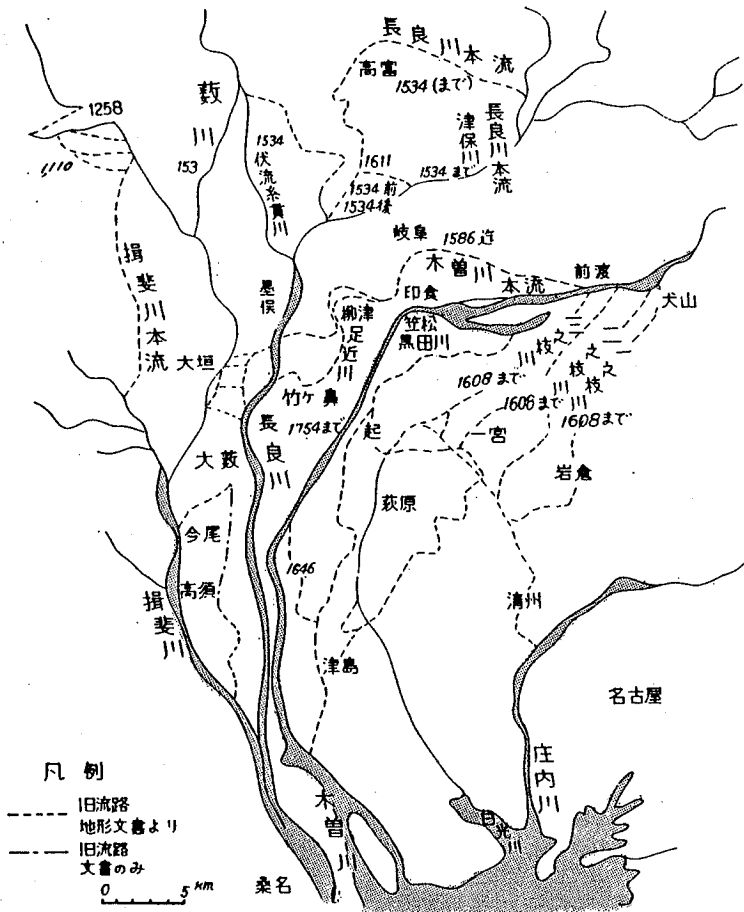 長良川本流
高富
1534(まで)
1258
藪川
1534
伏流糸貫川
津保川
長良川本流
1,110
153
1611
1534まで
1534前
1534後
岐阜
1586迄
揖斐川本流
木曽川本流
前渡
犬山
墨俣
印食
柳津
足近川
笠松
黒田川
三之枝川
二之枝川
一之枝川
大垣
竹ヶ鼻
1608まで
1606まで
1608まで
長良川
1754まで
起
一宮
大藪
岩倉
萩原
今尾
高須
1646
清州
揖斐川
津島
名古屋
庄内川
日光川
木曽川
桑名
凡例
旧流路
地形文書より
旧流路
文書のみ
0 5 km